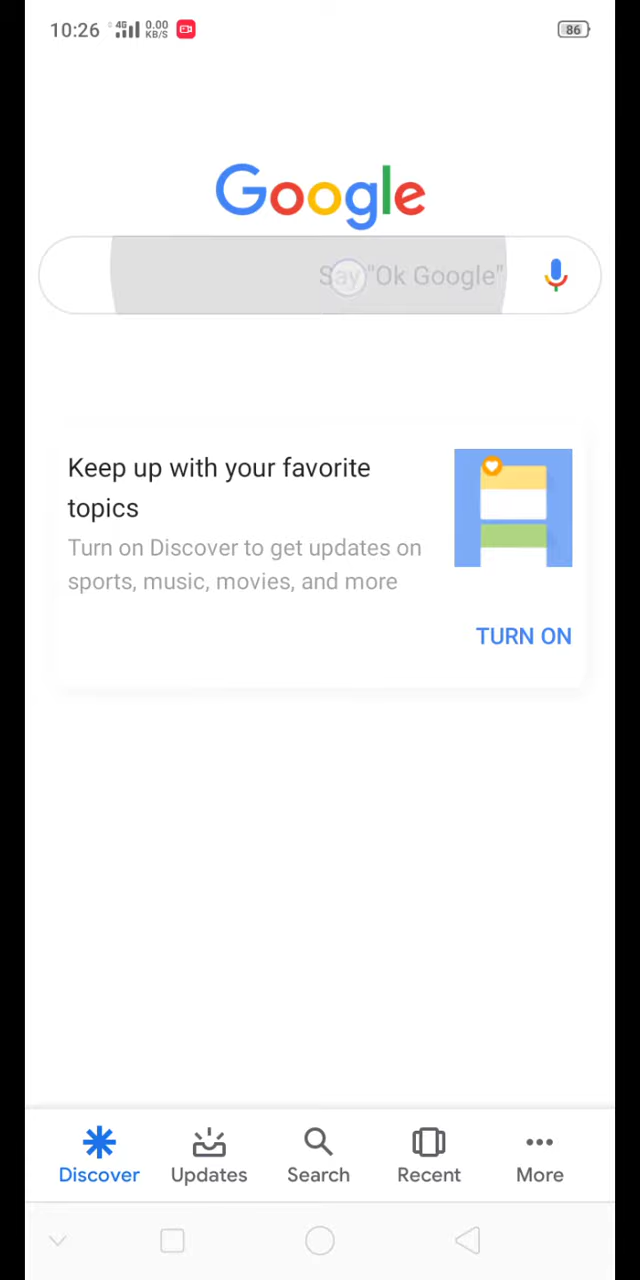 10:26 4G 0.00 KB/S 86
Google
Say "Ok Google"
Keep up with your favorite
topics
Turn on Discover to get updates on
sports, music, movies, and more
TURN ON
Discover Updates Search Recent More